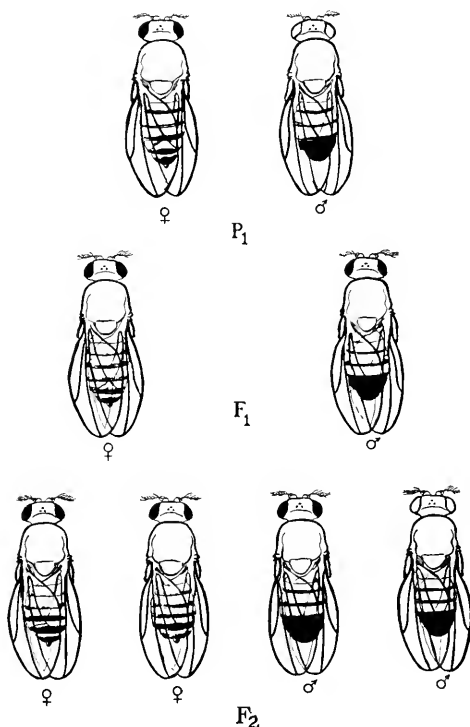 ♀ ♂
P₁
♀ F₁ ♂
♀ ♀ ♂ ♂
F₂